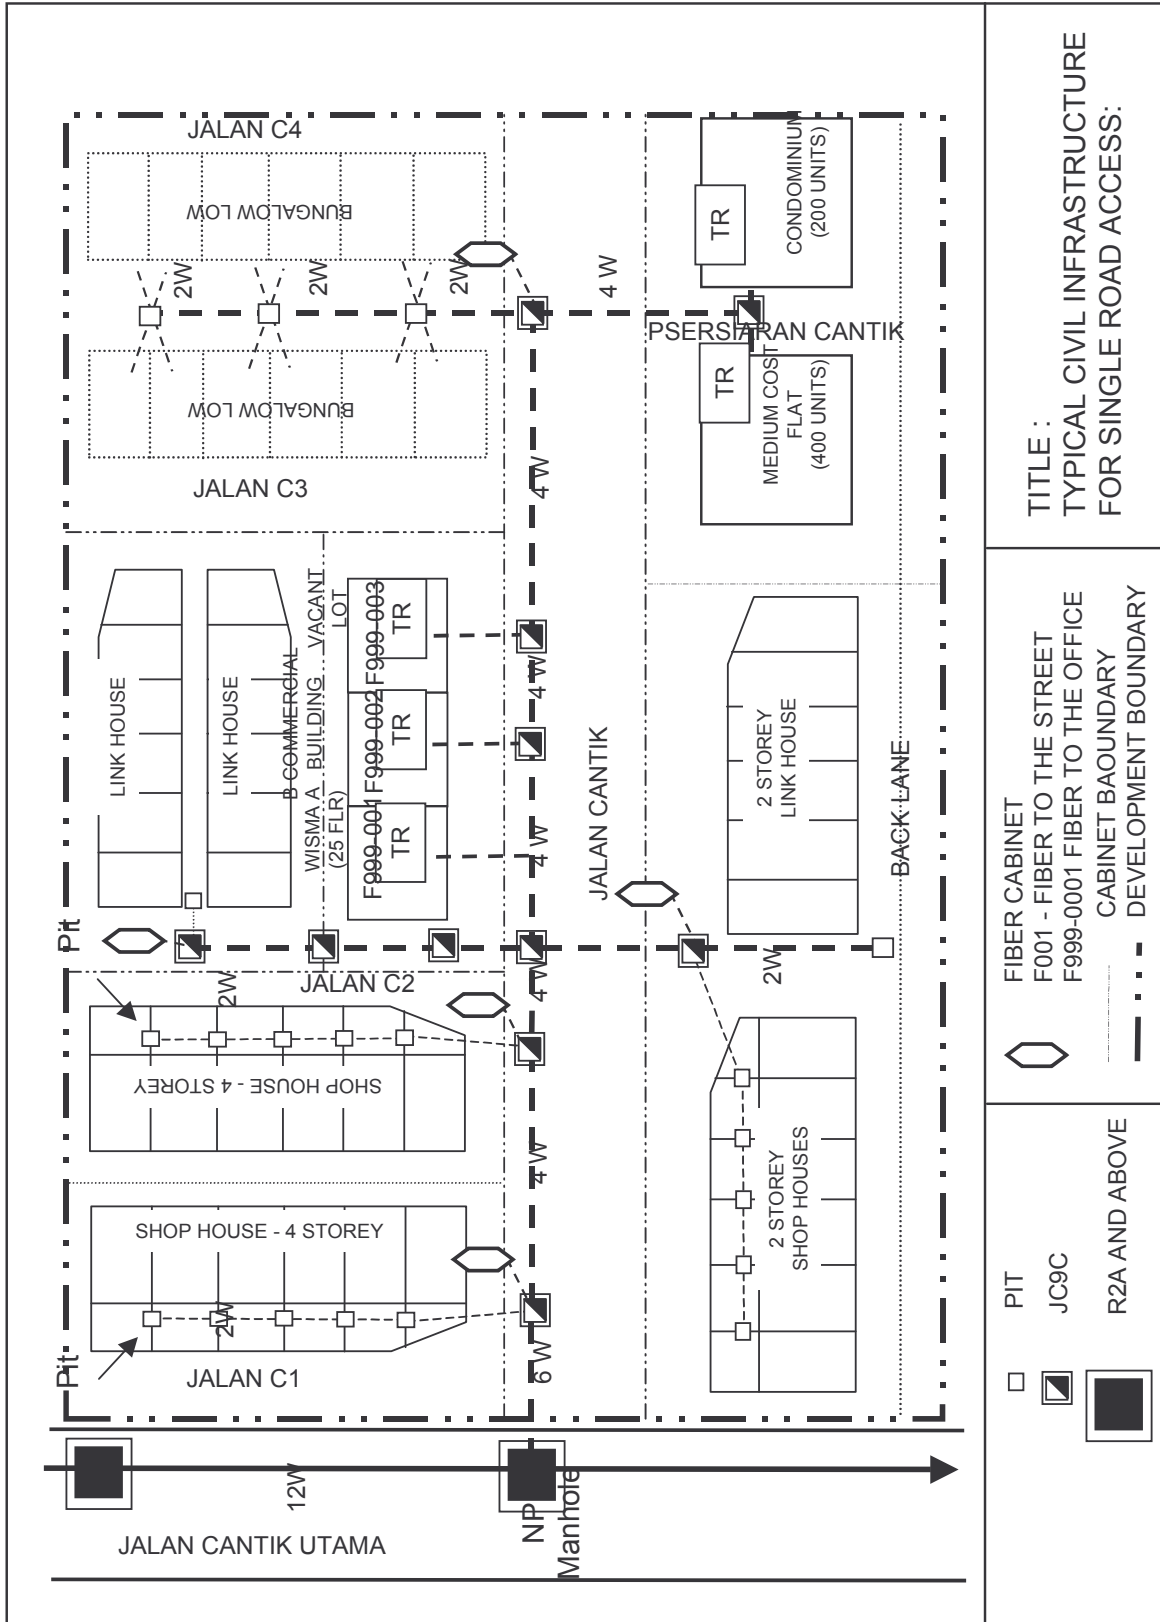 JALAN C4
BUNGALOW LOW
2W
2W
2W
4 W
TR
CONDOMINIUM
(200 UNITS)
PSERSIARAN CANTIK
BUNGALOW LOW
TR
MEDIUM COST
FLAT
(400 UNITS)
JALAN C3
4 W
LINK HOUSE
LINK HOUSE
B COMMERCIAL
BUILDING
VACANT
LOT
WISMA A
(25 FLR)
F999-001
F999-002
F999-003
TR
TR
TR
4 W
4 W
JALAN CANTIK
2 STOREY
LINK HOUSE
BACK LANE
Pit
JALAN C2
2W
4 W
2W
SHOP HOUSE - 4 STOREY
4 W
SHOP HOUSE - 4 STOREY
2W
2 STOREY
SHOP HOUSES
Pit
JALAN C1
6 W
12W
NP
Manhole
JALAN CANTIK UTAMA
TITLE :
TYPICAL CIVIL INFRASTRUCTURE
FOR SINGLE ROAD ACCESS:
FIBER CABINET
F001 - FIBER TO THE STREET
F999-0001 FIBER TO THE OFFICE
CABINET BAOUNDARY
DEVELOPMENT BOUNDARY
PIT
JC9C
R2A AND ABOVE